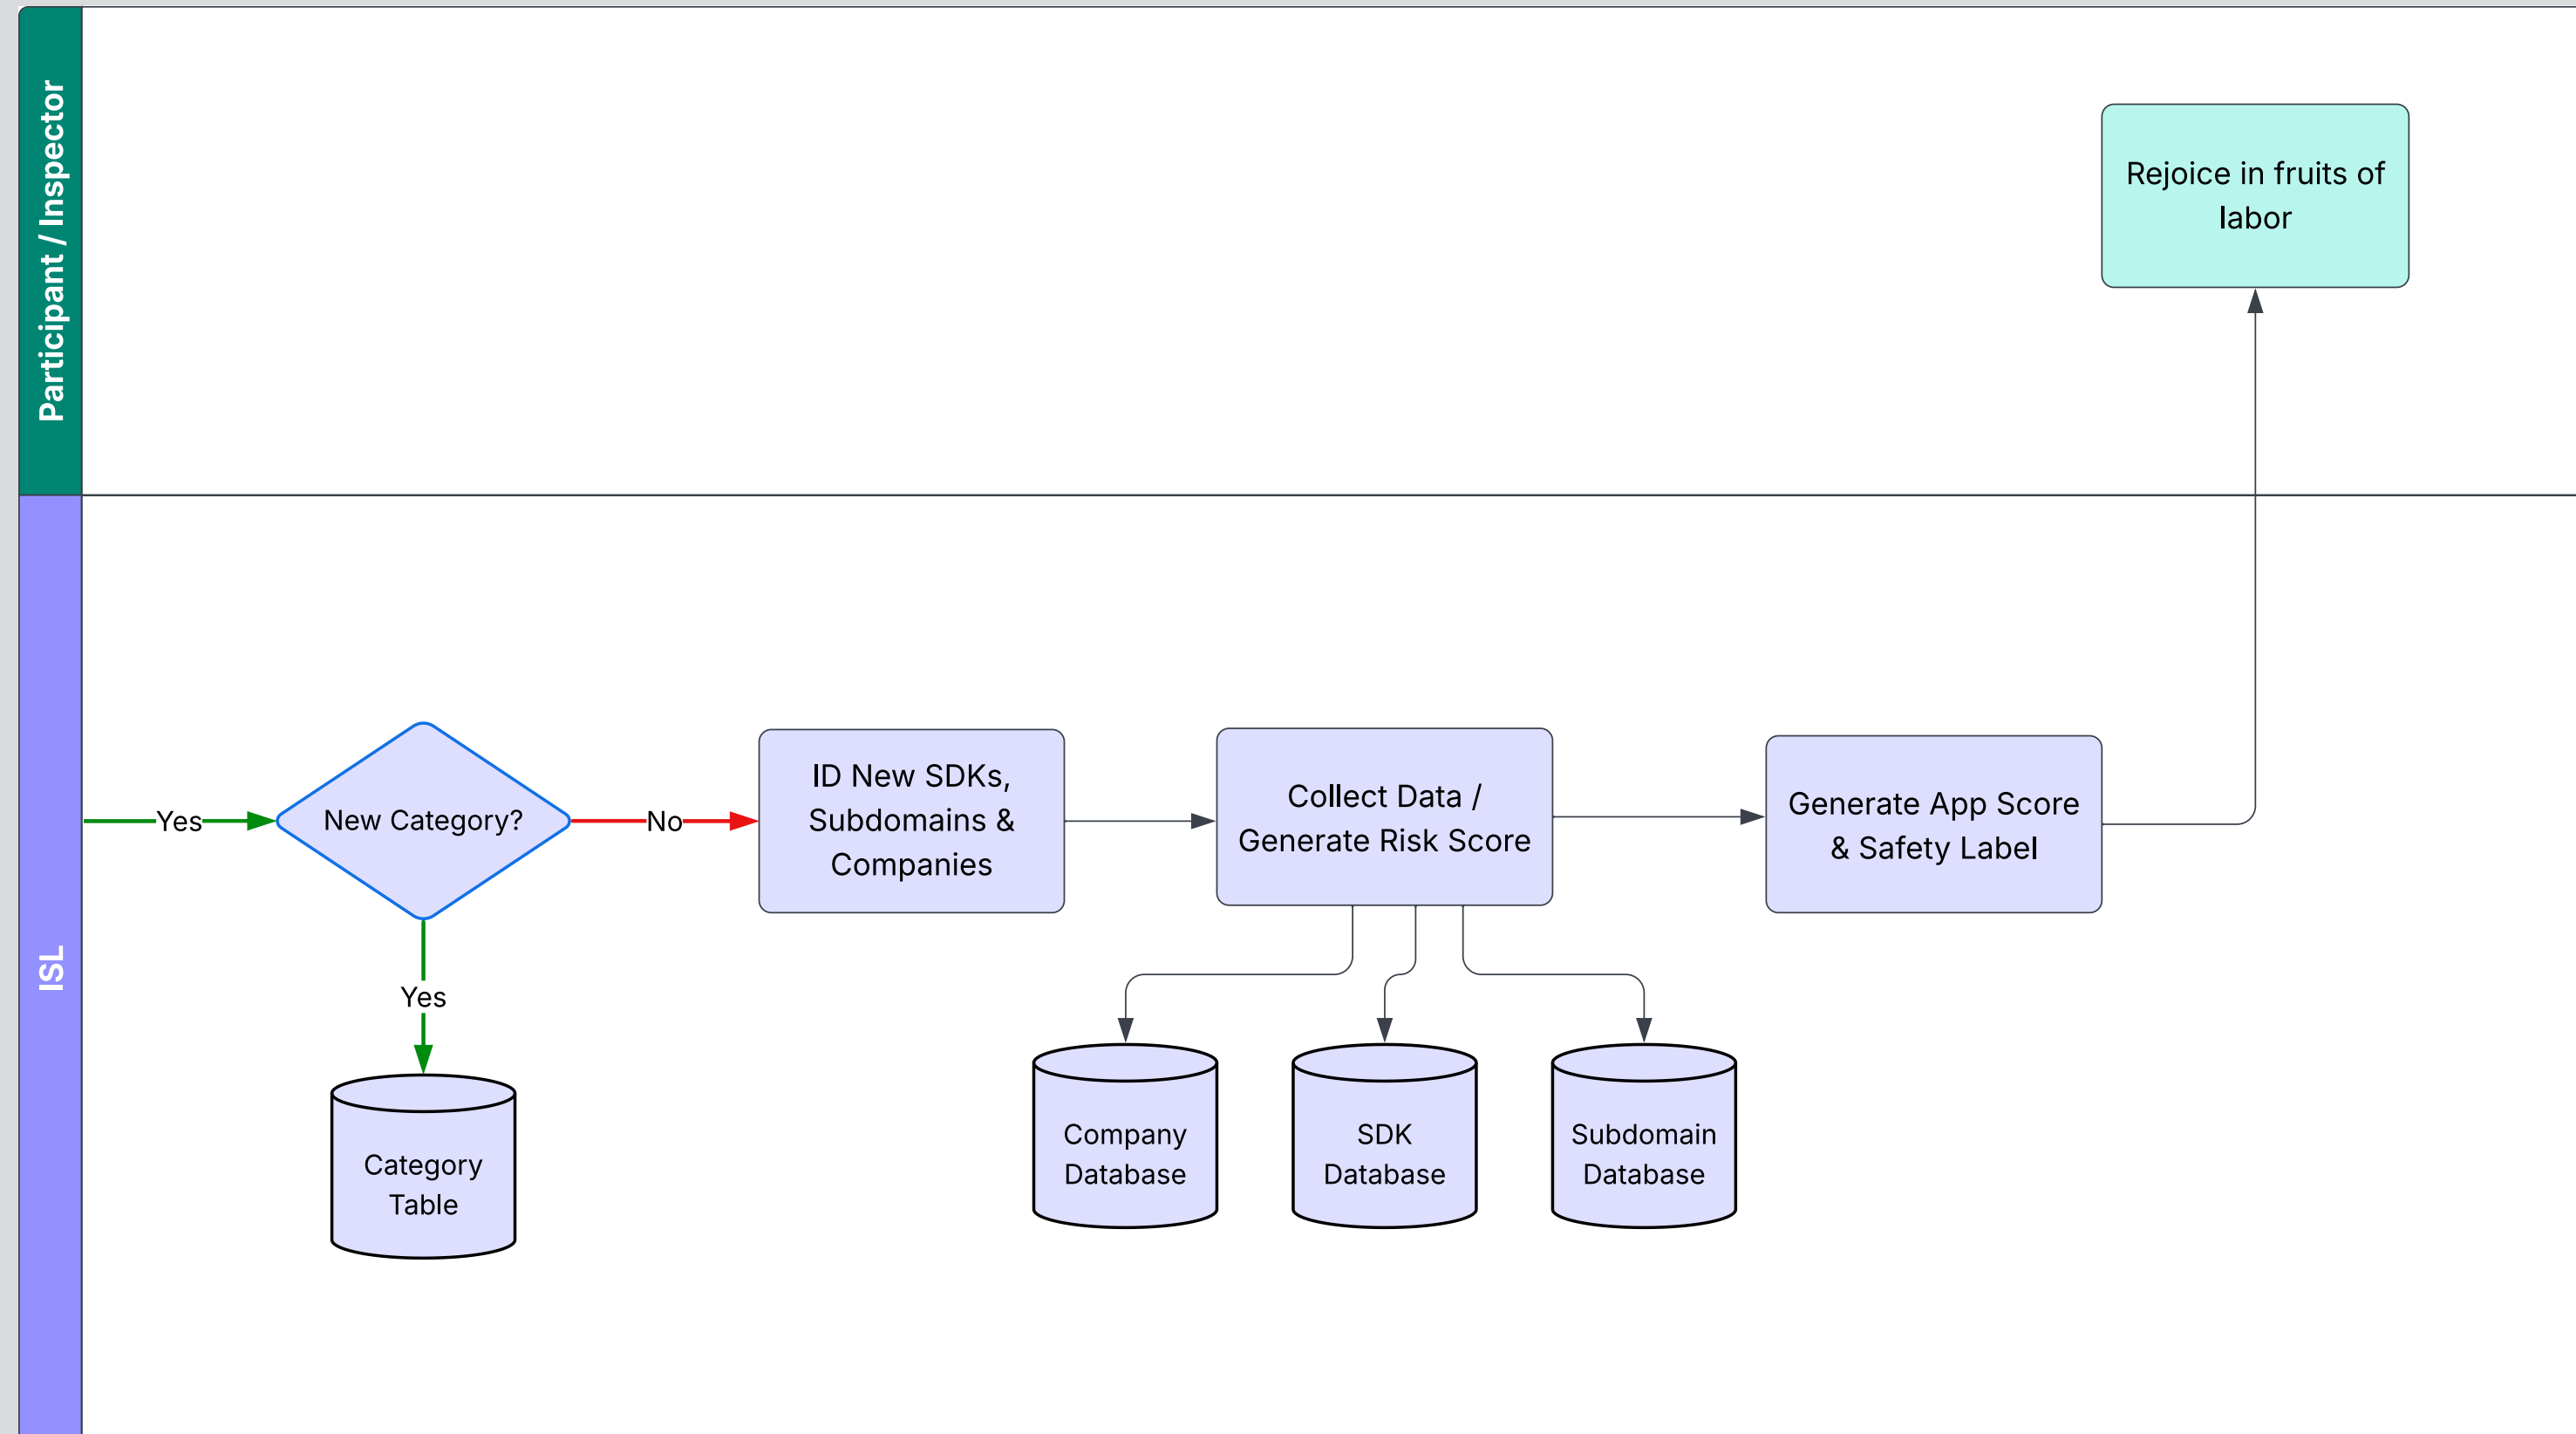 Participant / Inspector
Rejoice in fruits of
labor
ISL
Yes
New Category?
No
ID New SDKs,
Subdomains &
Companies
Collect Data /
Generate Risk Score
Generate App Score
& Safety Label
Yes
Category
Table
Company
Database
SDK
Database
Subdomain
Database